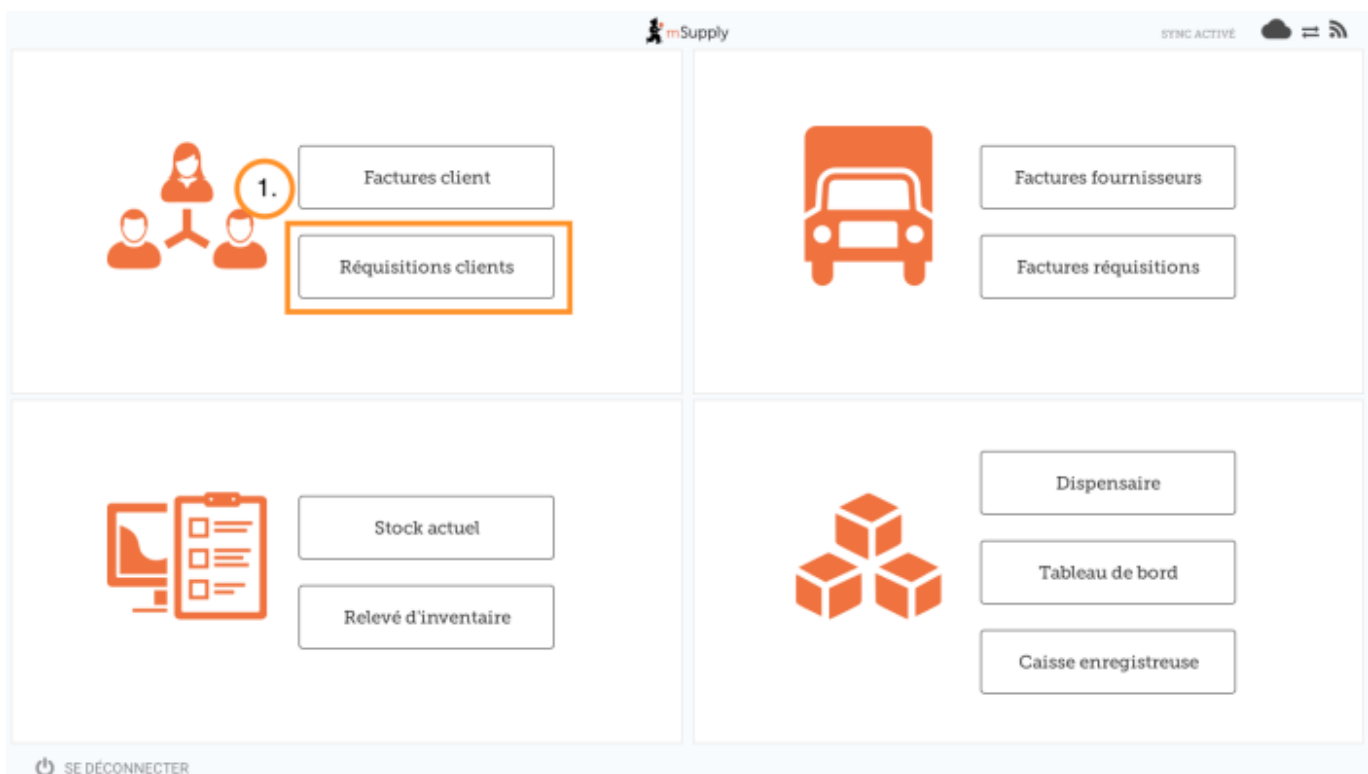 mSupply
SYNC ACTIVÉ
1.
Factures client
Réquisitions clients
Factures fournisseurs
Factures réquisitions
Stock actuel
Relevé d'inventaire
Dispensaire
Tableau de bord
Caisse enregistreuse
SE DÉCONNECTER